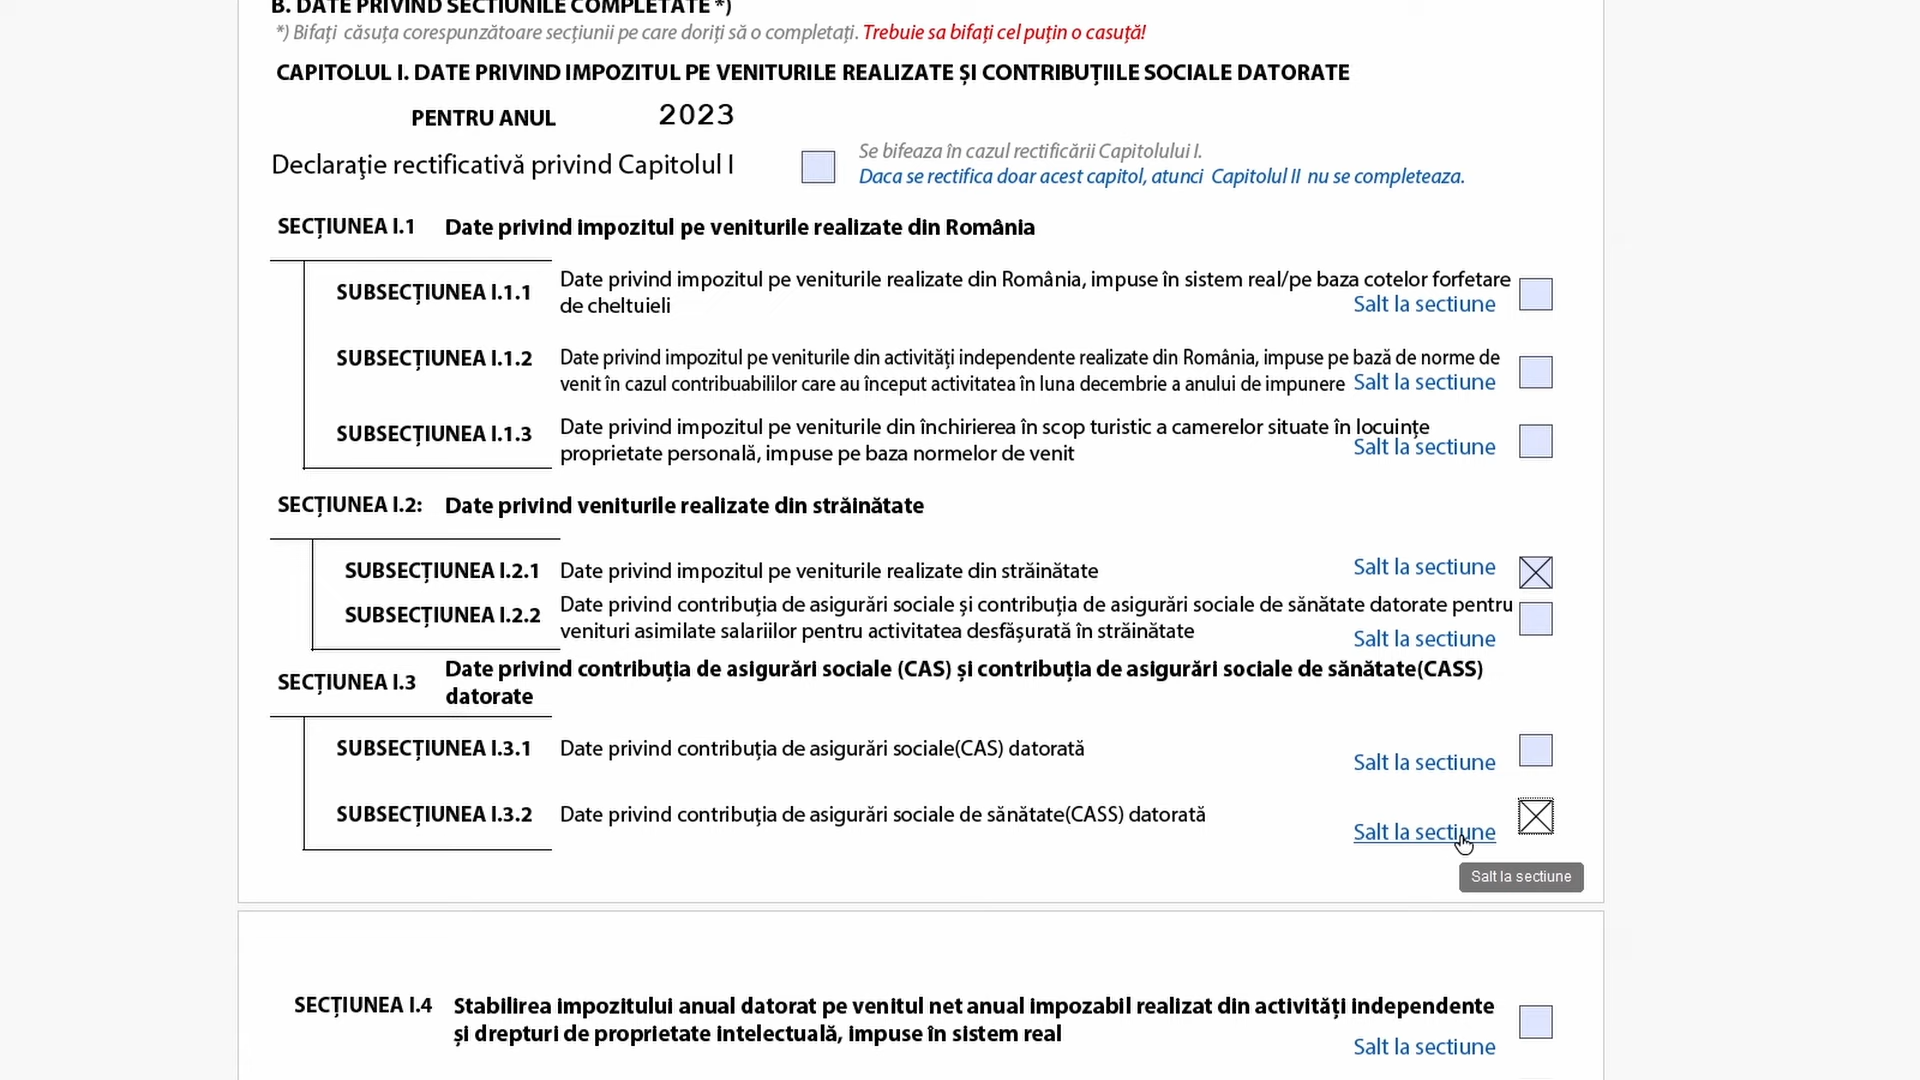 B. DATE PRIVIND SECTIUNILE COMPLETATE *)
*) Bifați căsuța corespunzătoare secțiunii pe care doriți să o completați. Trebuie sa bifați cel puțin o casuță!
CAPITOLUL I. DATE PRIVIND IMPOZITUL PE VENITURILE REALIZATE ȘI CONTRIBUȚIILE SOCIALE DATORATE
PENTRU ANUL 2023
Declaraţie rectificativă privind Capitolul I
Se bifeaza în cazul rectificării Capitolului I.
Daca se rectifica doar acest capitol, atunci Capitolul II nu se completeaza.
SECȚIUNEA I.1 Date privind impozitul pe veniturile realizate din România
SUBSECȚIUNEA I.1.1 Date privind impozitul pe veniturile realizate din România, impuse în sistem real/pe baza cotelor forfetare
de cheltuieli Salt la sectiune
SUBSECȚIUNEA I.1.2 Date privind impozitul pe veniturile din activități independente realizate din România, impuse pe bază de norme de
venit în cazul contribuabililor care au început activitatea în luna decembrie a anului de impunere Salt la sectiune
SUBSECȚIUNEA I.1.3 Date privind impozitul pe veniturile din închirierea în scop turistic a camerelor situate în locuințe
proprietate personală, impuse pe baza normelor de venit Salt la sectiune
SECȚIUNEA I.2: Date privind veniturile realizate din străinătate
SUBSECȚIUNEA I.2.1 Date privind impozitul pe veniturile realizate din străinătate Salt la sectiune
SUBSECȚIUNEA I.2.2 Date privind contribuția de asigurări sociale și contribuția de asigurări sociale de sănătate datorate pentru
venituri asimilate salariilor pentru activitatea desfășurată în străinătate Salt la sectiune
SECȚIUNEA I.3 Date privind contribuția de asigurări sociale (CAS) și contribuția de asigurări sociale de sănătate(CASS)
datorate
SUBSECȚIUNEA I.3.1 Date privind contribuția de asigurări sociale(CAS) datorată
Salt la sectiune
SUBSECȚIUNEA I.3.2 Date privind contribuția de asigurări sociale de sănătate(CASS) datorată
Salt la sectiune
Salt la sectiune
SECȚIUNEA I.4 Stabilirea impozitului anual datorat pe venitul net anual impozabil realizat din activități independente
și drepturi de proprietate intelectuală, impuse în sistem real
Salt la sectiune